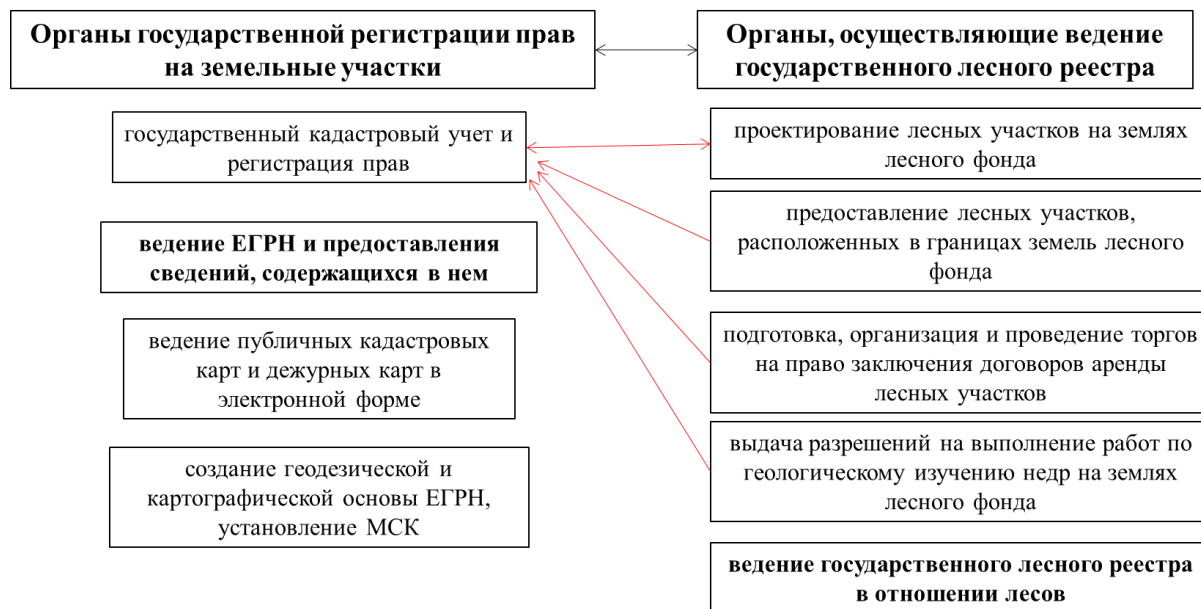 Органы государственной регистрации прав
на земельные участки
Органы, осуществляющие ведение
государственного лесного реестра
государственный кадастровый учет и
регистрация прав
ведение ЕГРН и предоставления
сведений, содержащихся в нем
ведение публичных кадастровых
карт и дежурных карт в
электронной форме
создание геодезической и
картографической основы ЕГРН,
установление МСК
проектирование лесных участков на землях
лесного фонда
предоставление лесных участков,
расположенных в границах земель лесного
фонда
подготовка, организация и проведение торгов
на право заключения договоров аренды
лесных участков
выдача разрешений на выполнение работ по
геологическому изучению недр на землях
лесного фонда
ведение государственного лесного реестра
в отношении лесов